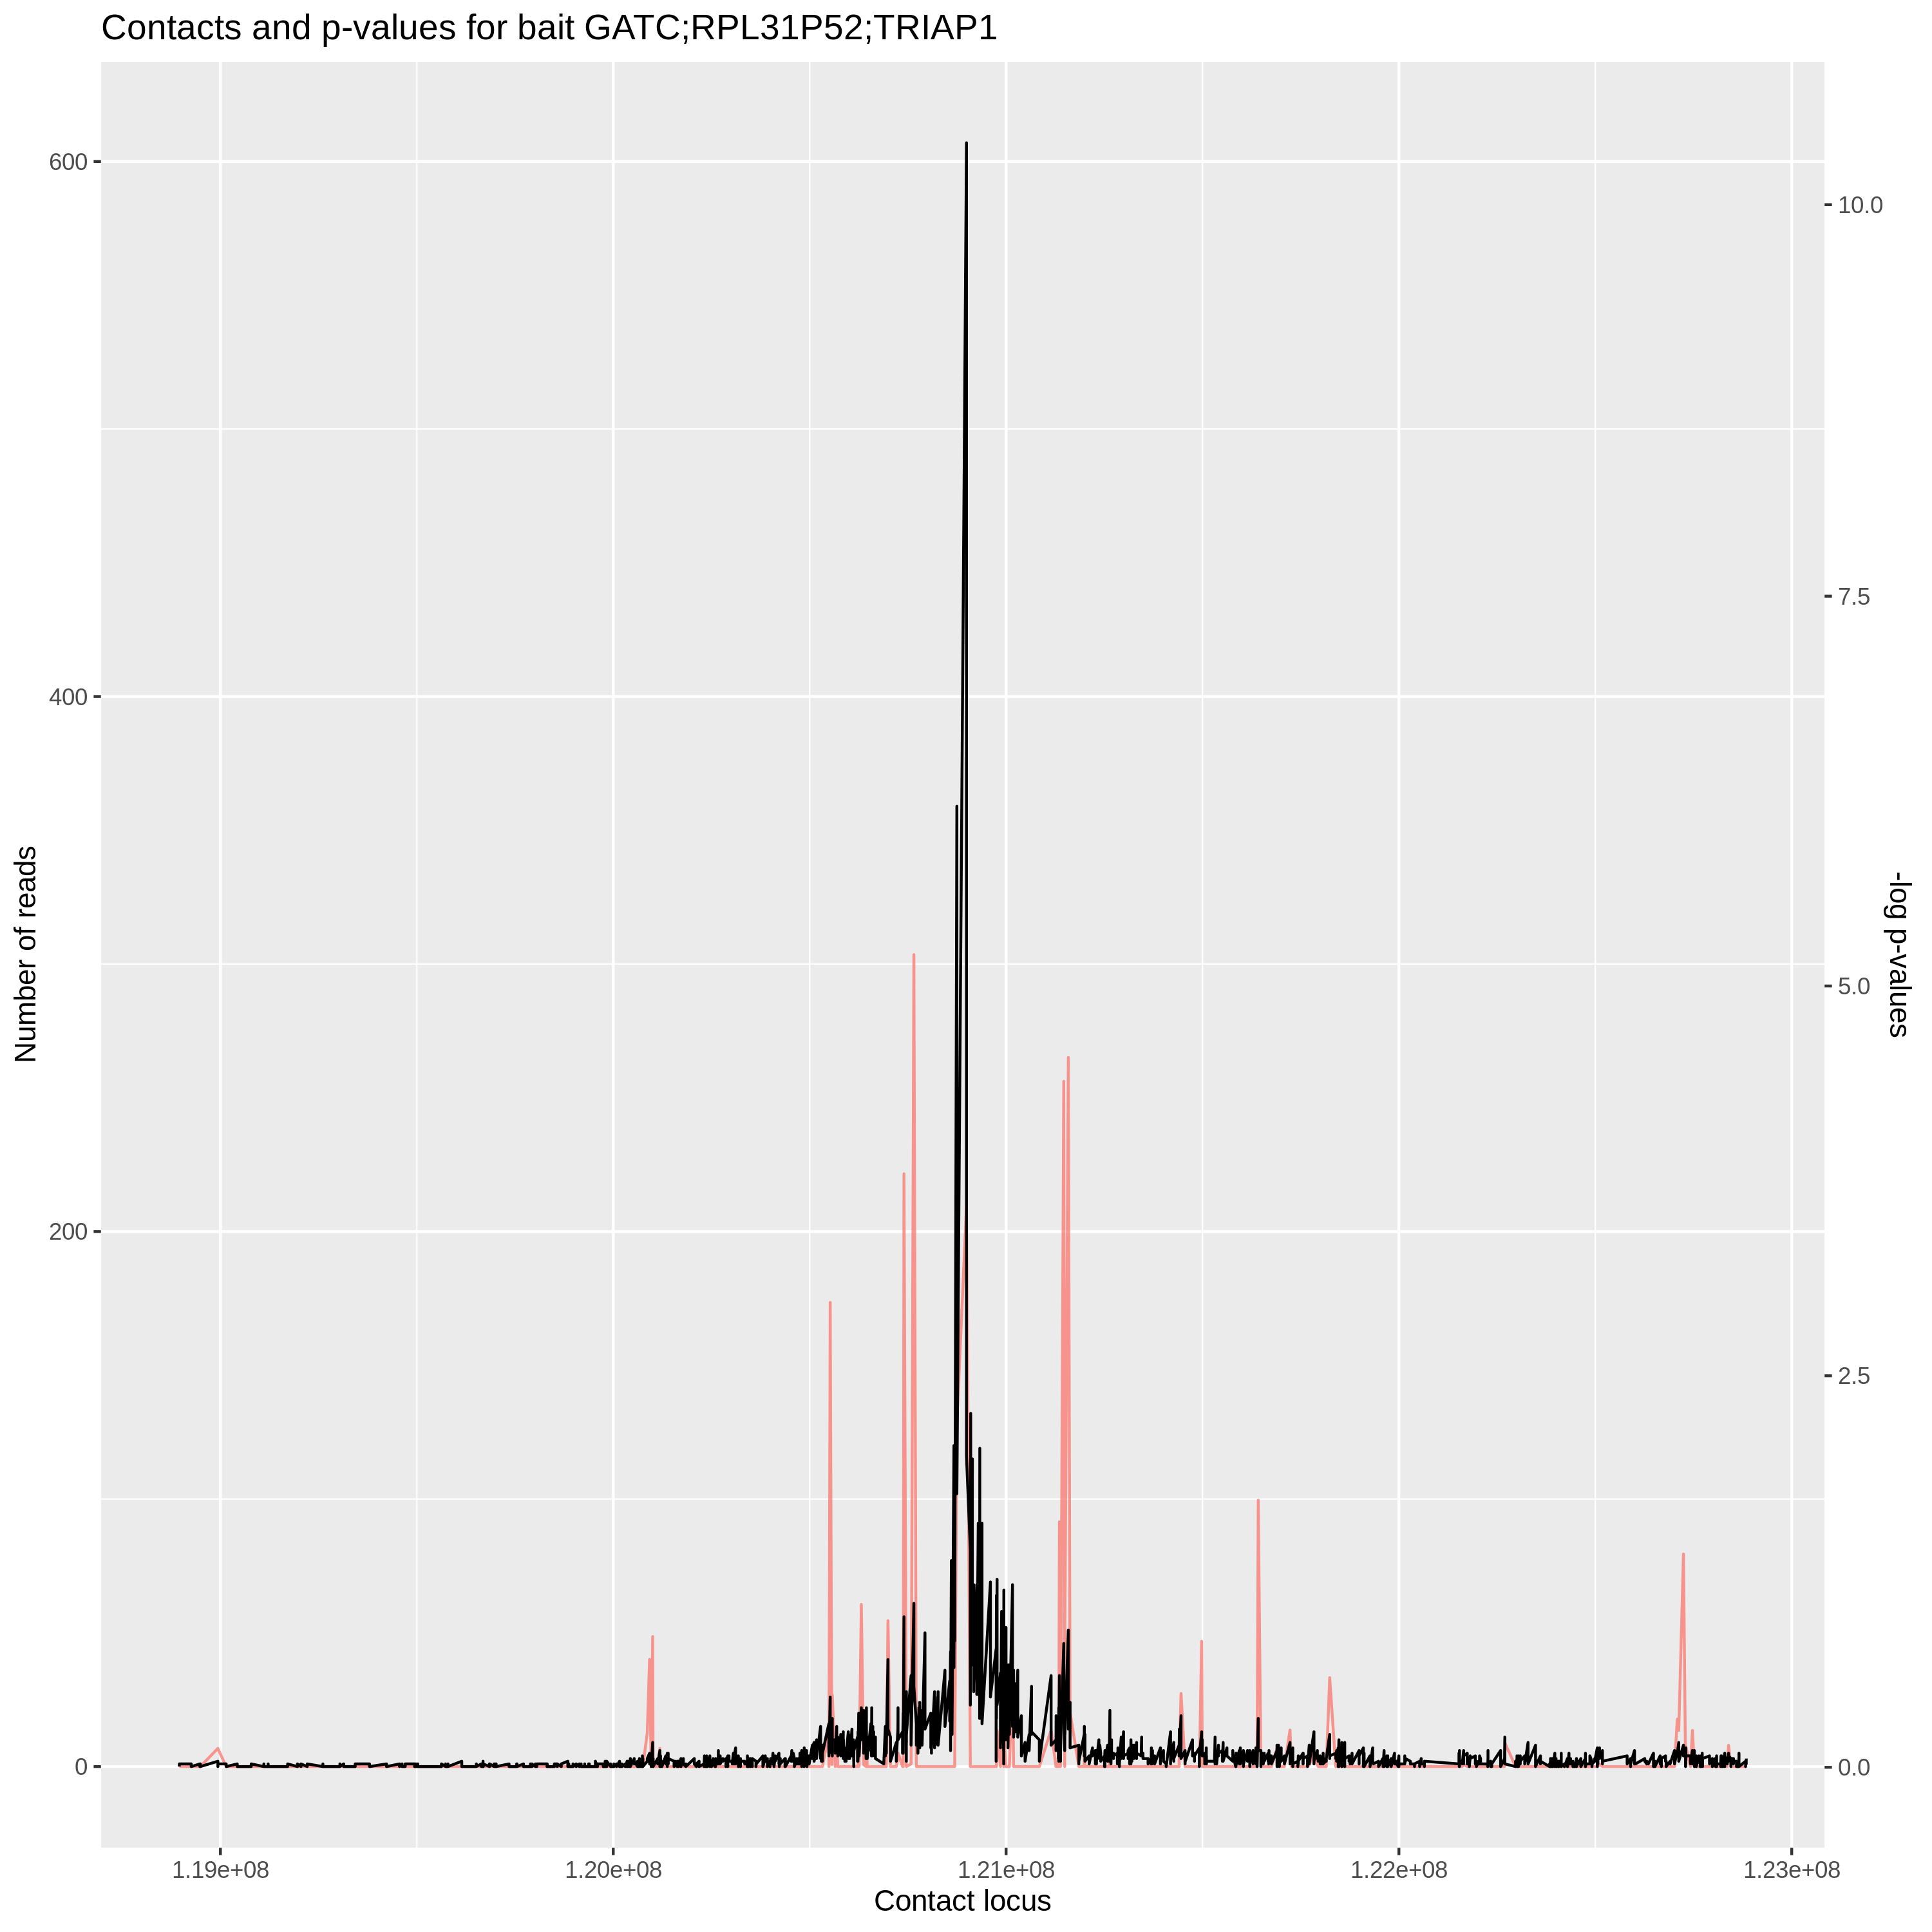 Contacts and p-values for bait GATC;RPL31P52;TRIAP1
600
400
200
0
Number of reads
10.0
7.5
5.0
2.5
0.0
-log p-values
1.19e+08
1.20e+08
1.21e+08
1.22e+08
1.23e+08
Contact locus